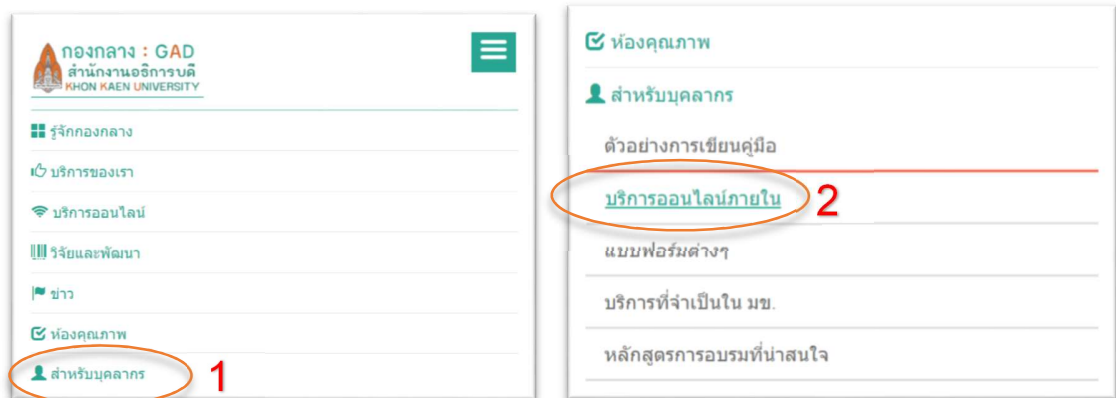 กองกลาง : GAD
สำนักงานอธิการบดี
KHON KAEN UNIVERSITY
รู้จักกองกลาง
บริการของเรา
บริการออนไลน์
วิจัยและพัฒนา
ข่าว
ห้องคุณภาพ
สำหรับบุคลากร
1
ห้องคุณภาพ
สำหรับบุคลากร
ตัวอย่างการเขียนคู่มือ
บริการออนไลน์ภายใน
2
แบบฟอร์มต่างๆ
บริการที่จำเป็นใน มข.
หลักสูตรการอบรมที่น่าสนใจ